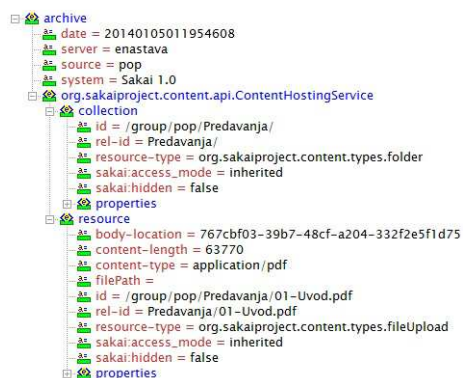 archive
date = 20140105011954608
server = enastava
source = pop
system = Sakai 1.0
org.sakaiproject.content.api.ContentHostingService
collection
id = /group/pop/Predavanja/
rel-id = Predavanja/
resource-type = org.sakaiproject.content.types.folder
sakai:access_mode = inherited
sakai:hidden = false
properties
resource
body-location = 767cbf03-39b7-48cf-a204-332f2e5f1d75
content-length = 63770
content-type = application/pdf
filePath =
id = /group/pop/Predavanja/01-Uvod.pdf
rel-id = Predavanja/01-Uvod.pdf
resource-type = org.sakaiproject.content.types.fileUpload
sakai:access_mode = inherited
sakai:hidden = false
properties